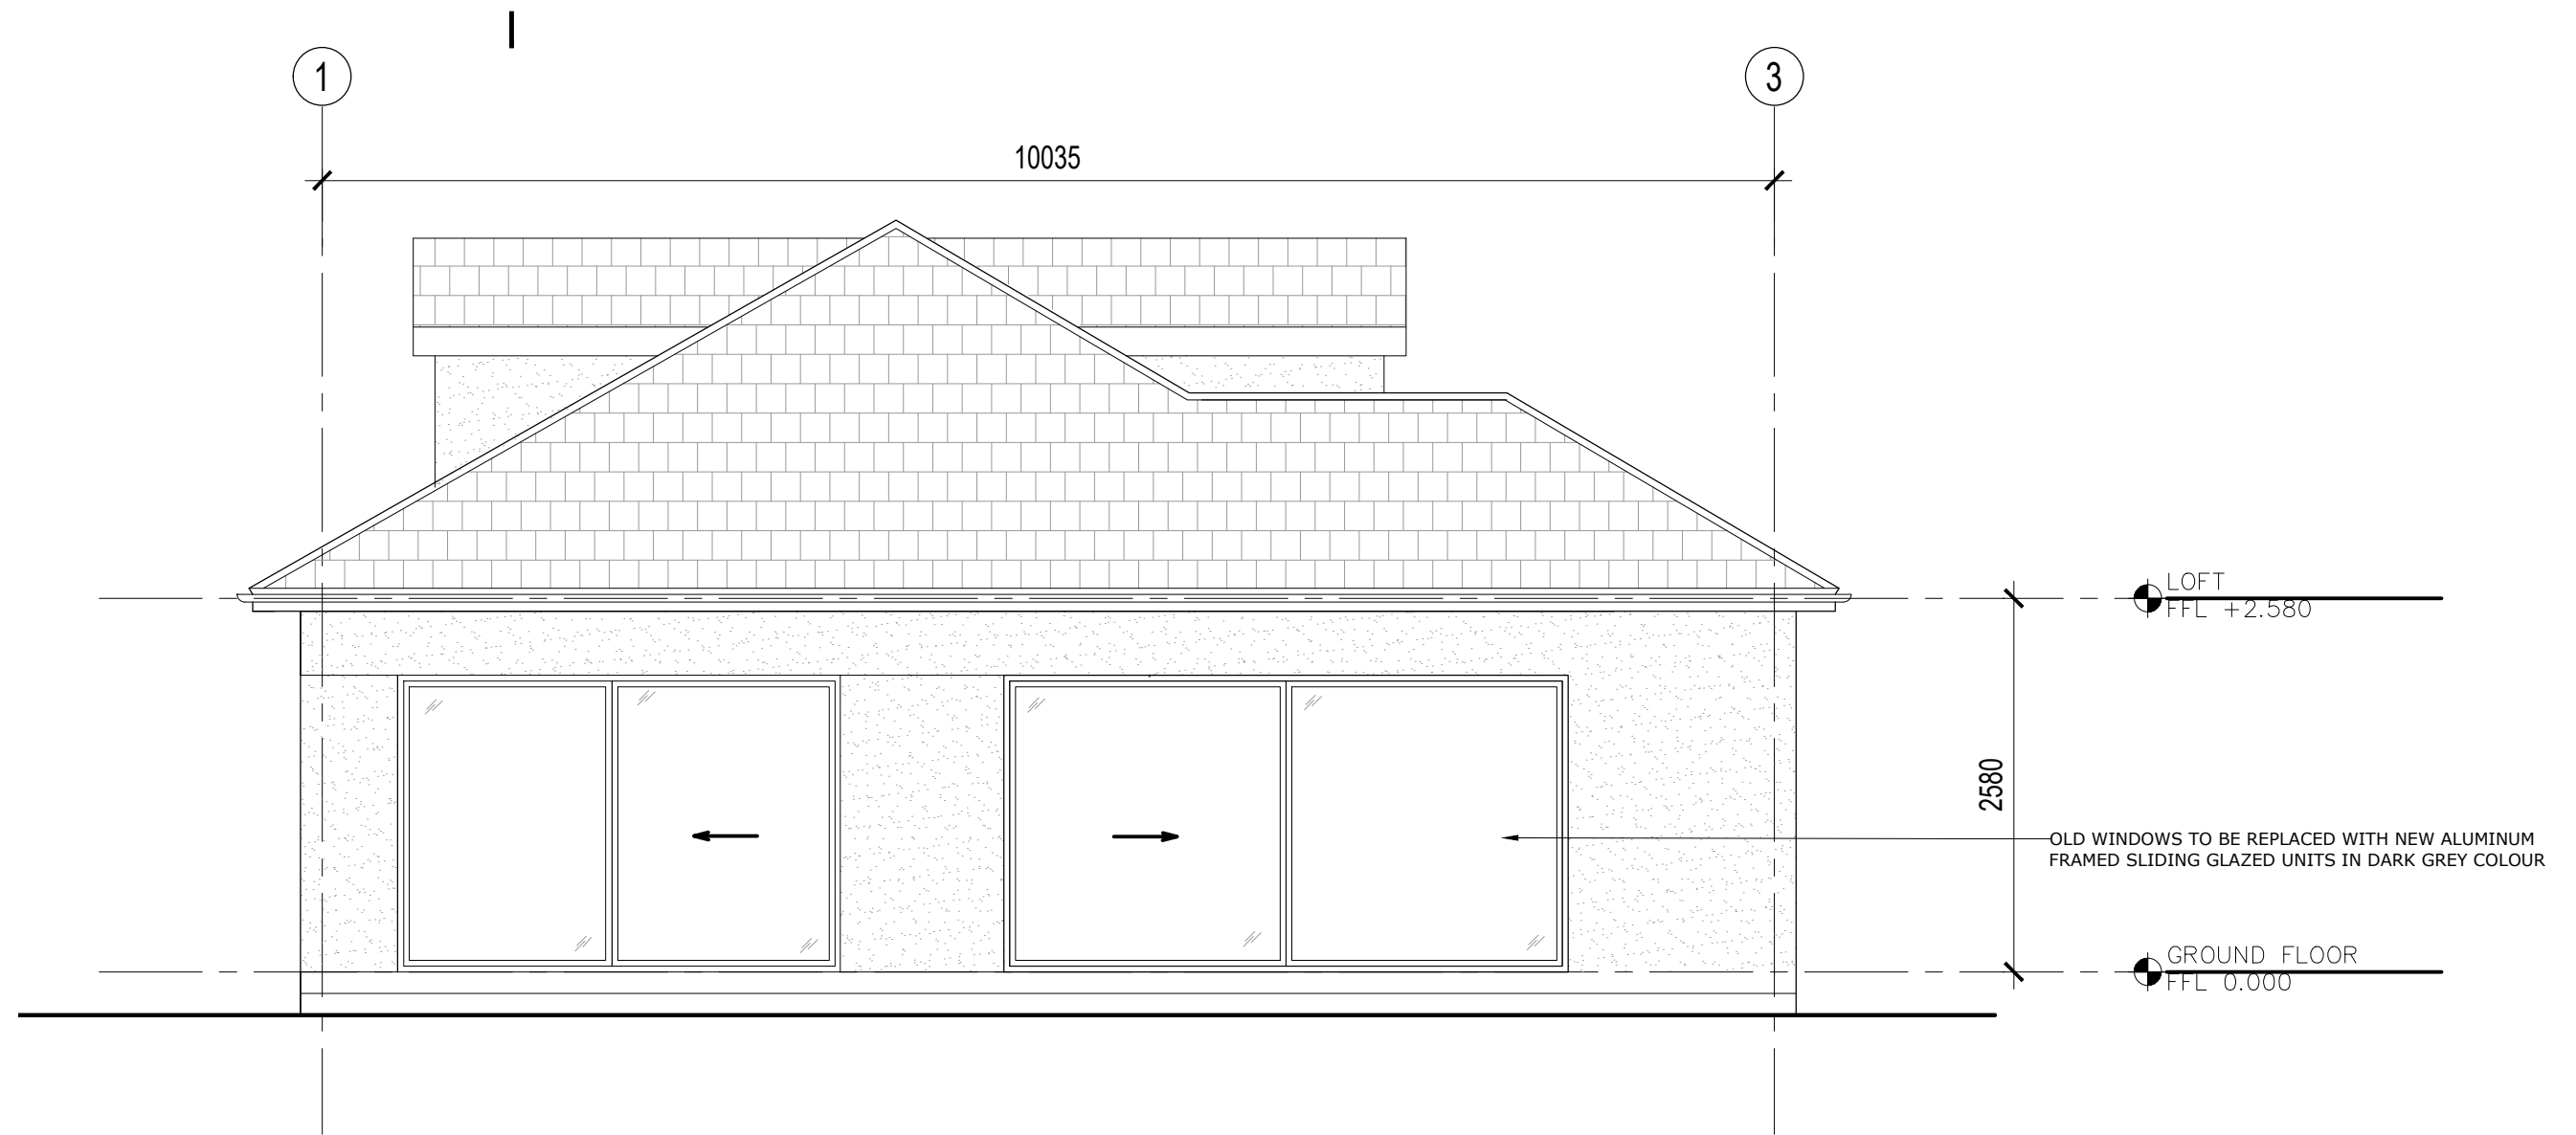 1
3
10035
LOFT
FFL +2.580
2580
OLD WINDOWS TO BE REPLACED WITH NEW ALUMINUM
FRAMED SLIDING GLAZED UNITS IN DARK GREY COLOUR
GROUND FLOOR
FFL 0.000